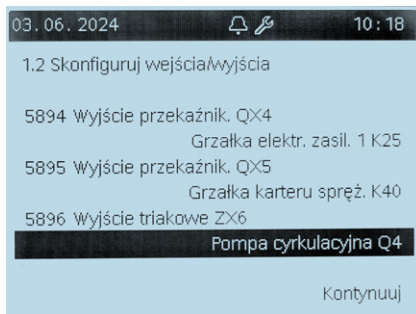 03.06.2024 10:18
1.2 Skonfiguruj wejścia/wyjścia
5894 Wyjście przekaźnik. QX4
Grzałka elektr. zasil. 1 K25
5895 Wyjście przekaźnik. QX5
Grzałka karteru spręż. K40
5896 Wyjście triakowe ZX6
Pompa cyrkulacyjna Q4
Kontynuuj